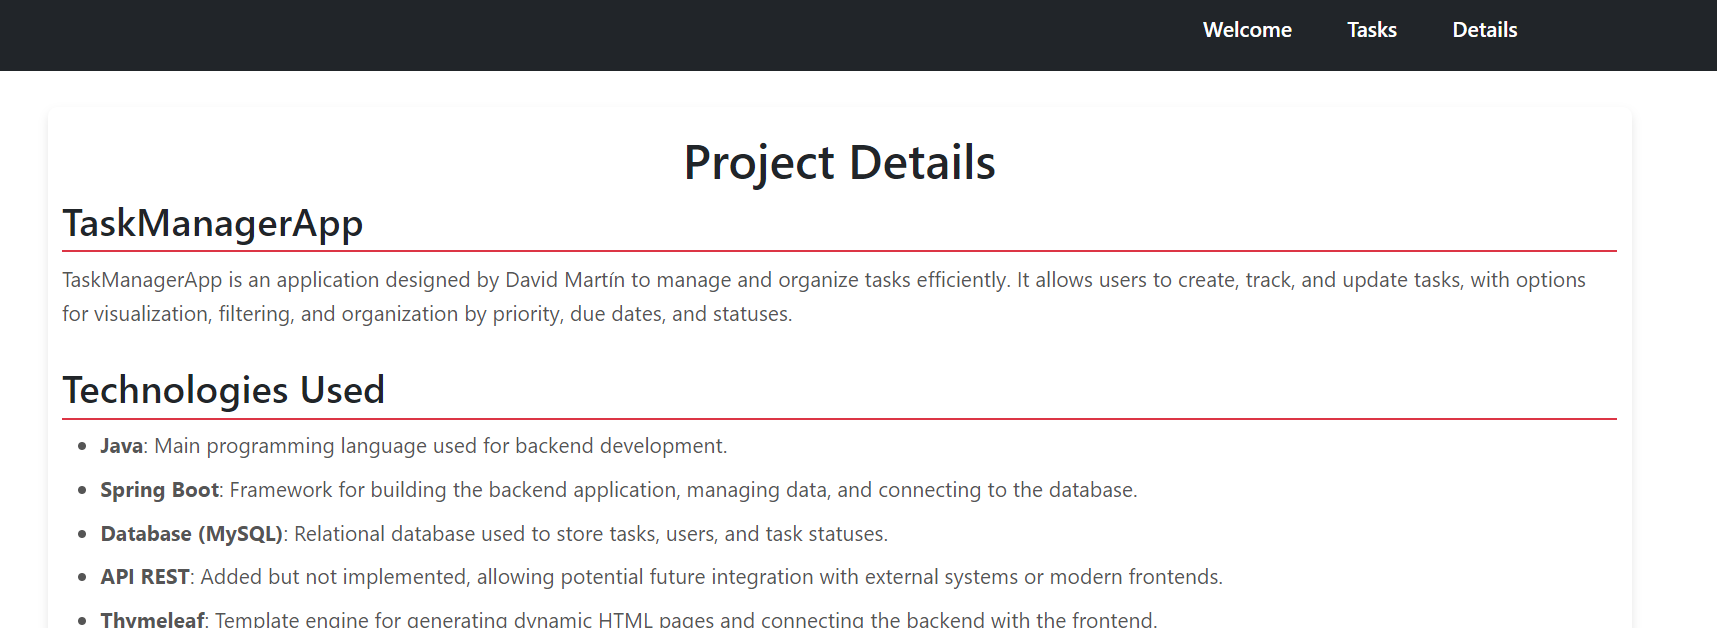 Welcome Tasks Details
Project Details
TaskManagerApp
TaskManagerApp is an application designed by David Martín to manage and organize tasks efficiently. It allows users to create, track, and update tasks, with options
for visualization, filtering, and organization by priority, due dates, and statuses.
Technologies Used
• Java: Main programming language used for backend development.
• Spring Boot: Framework for building the backend application, managing data, and connecting to the database.
• Database (MySQL): Relational database used to store tasks, users, and task statuses.
• API REST: Added but not implemented, allowing potential future integration with external systems or modern frontends.
• Thymeleaf: Template engine for generating dynamic HTML pages and connecting the backend with the frontend.